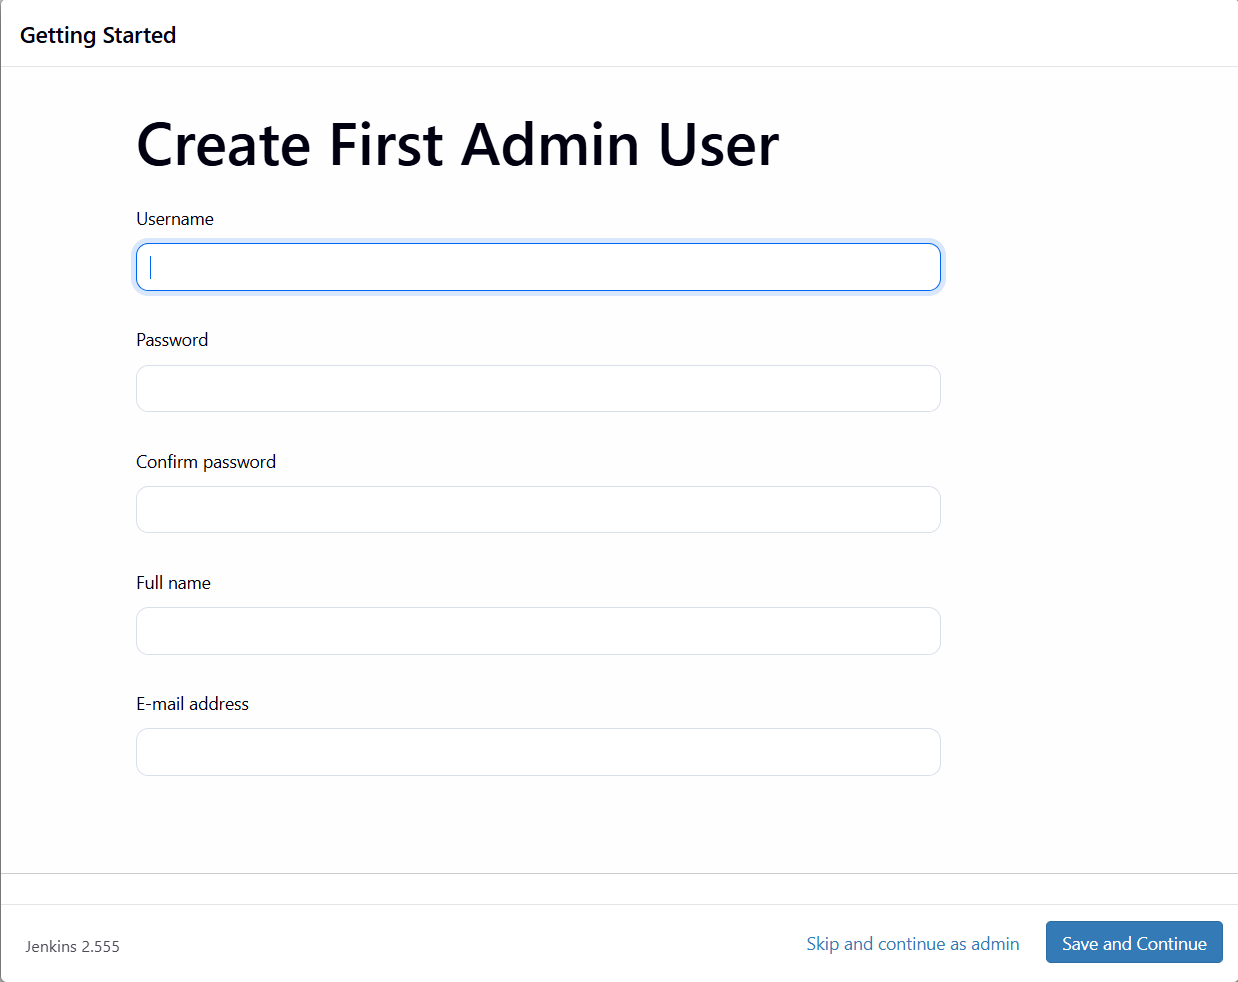 Getting Started
Create First Admin User
Username
Password
Confirm password
Full name
E-mail address
Jenkins 2.555
Skip and continue as admin
Save and Continue